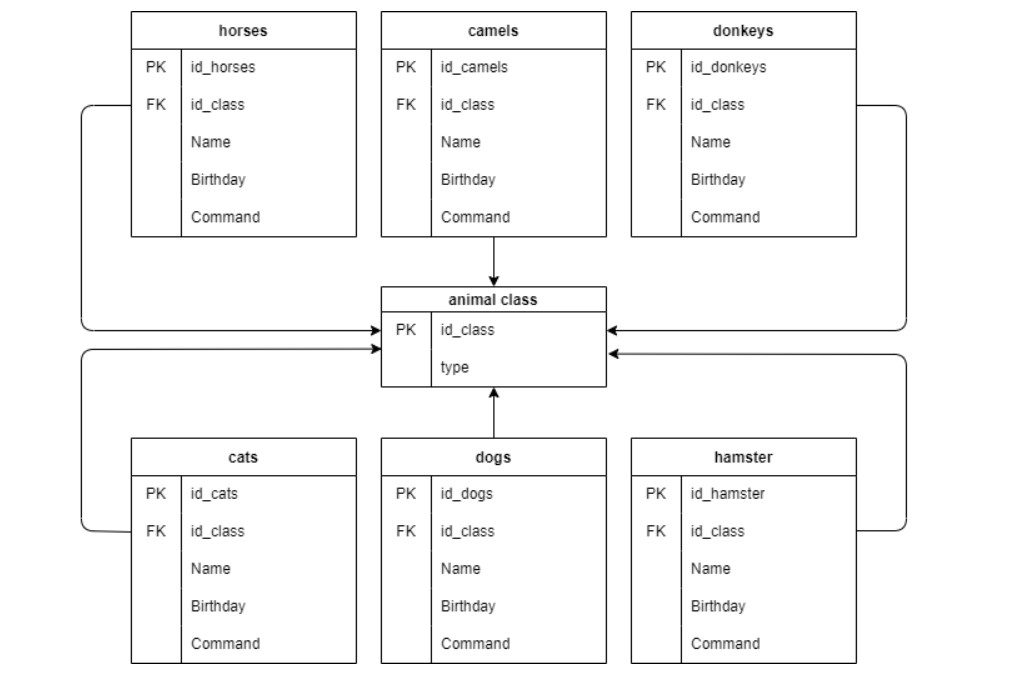 horses
PK id_horses
FK id_class
Name
Birthday
Command
camels
PK id_camels
FK id_class
Name
Birthday
Command
donkeys
PK id_donkeys
FK id_class
Name
Birthday
Command
animal class
PK id_class
type
cats
PK id_cats
FK id_class
Name
Birthday
Command
dogs
PK id_dogs
FK id_class
Name
Birthday
Command
hamster
PK id_hamster
FK id_class
Name
Birthday
Command